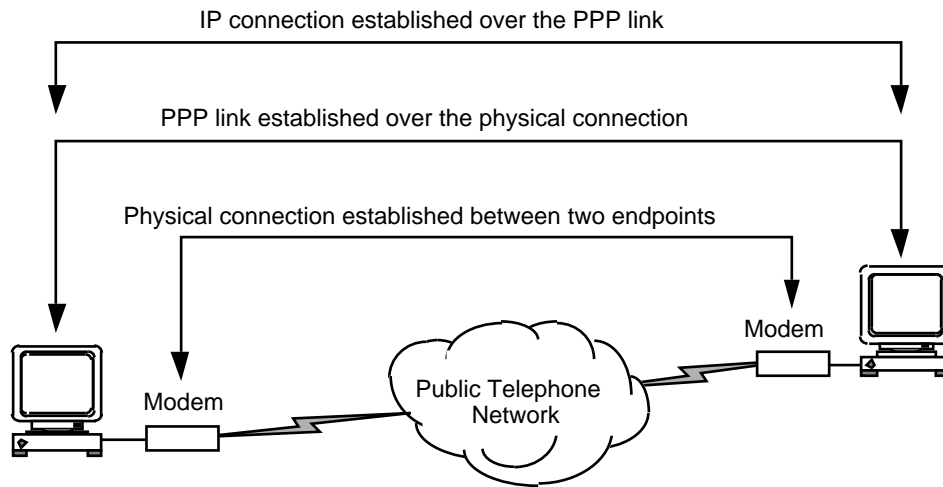 IP connection established over the PPP link
PPP link established over the physical connection
Physical connection established between two endpoints
Modem
Modem
Public Telephone
Network